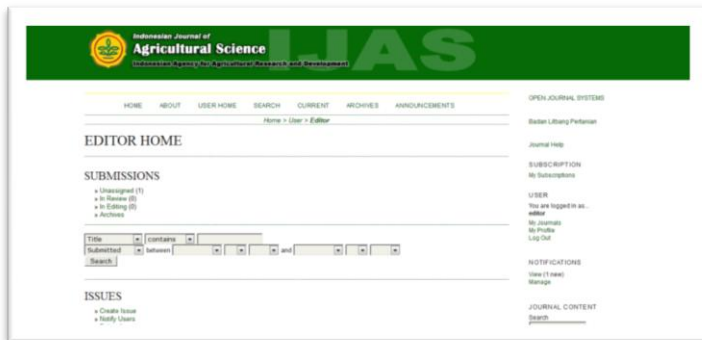 Indonesian Journal of
Agricultural Science
Indonesian Agency for Agricultural Research and Development
IJAS
HOME ABOUT USER HOME SEARCH CURRENT ARCHIVES ANNOUNCEMENTS
Home > User > Editor
EDITOR HOME
SUBMISSIONS
» Unassigned (1)
» In Review (0)
» In Editing (0)
» Archives
Title contains
Submitted between and
Search
ISSUES
» Create Issue
» Notify Users
OPEN JOURNAL SYSTEMS
Badan Litbang Pertanian
Journal Help
SUBSCRIPTION
My Subscriptions
USER
You are logged in as...
editor
My Journals
My Profile
Log Out
NOTIFICATIONS
View (1 new)
Manage
JOURNAL CONTENT
Search